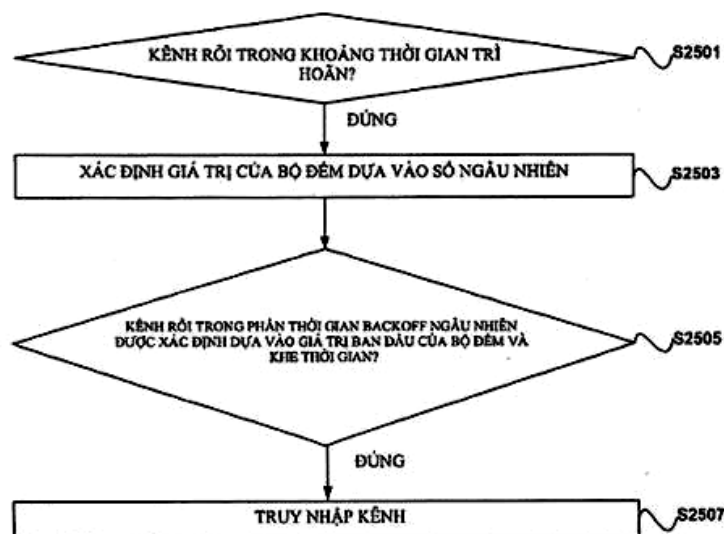 KÊNH RỖI TRONG KHOẢNG THỜI GIAN TRÌ
HOÃN?
S2501
ĐÚNG
XÁC ĐỊNH GIÁ TRỊ CỦA BỘ ĐẾM DỰA VÀO SỐ NGẪU NHIÊN
S2503
KÊNH RỖI TRONG PHẦN THỜI GIAN BACKOFF NGẪU NHIÊN
ĐƯỢC XÁC ĐỊNH DỰA VÀO GIÁ TRỊ BAN ĐẦU CỦA BỘ ĐẾM VÀ
KHE THỜI GIAN?
S2505
ĐÚNG
TRUY NHẬP KÊNH
S2507